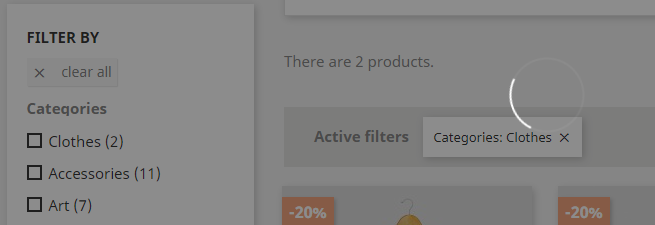 FILTER BY
clear all
Categories
Clothes (2)
Accessories (11)
Art (7)
There are 2 products.
Active filters
Categories: Clothes
-20%
-20%